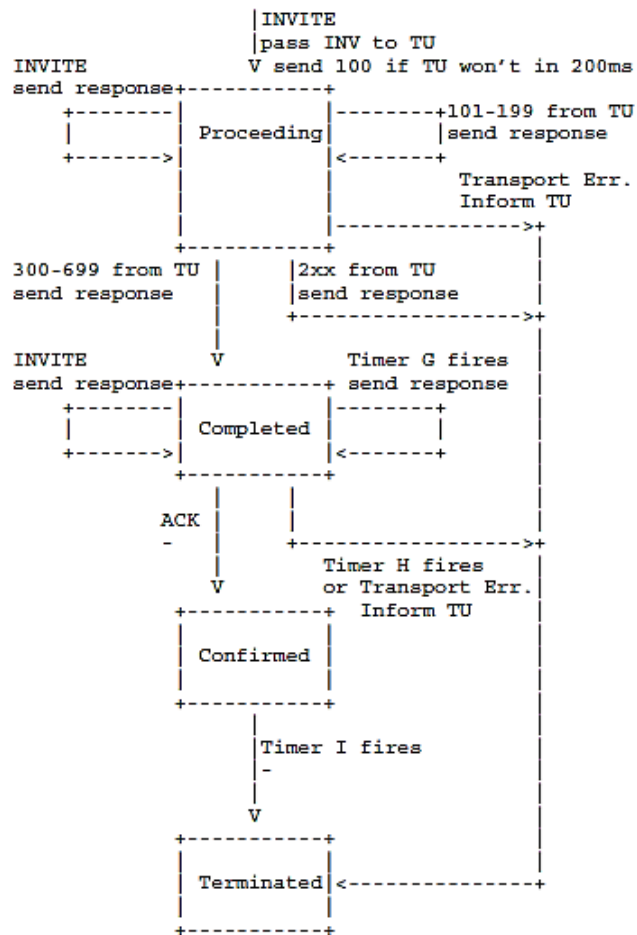 INVITE
pass INV to TU
INVITE V send 100 if TU won't in 200ms
send response
101-199 from TU
Proceeding send response
Transport Err.
Inform TU
300-699 from TU 2xx from TU
send response send response
V
INVITE Timer G fires
send response send response
Completed
ACK
-
Timer H fires
V or Transport Err.
Inform TU
Confirmed
Timer I fires
-
V
Terminated